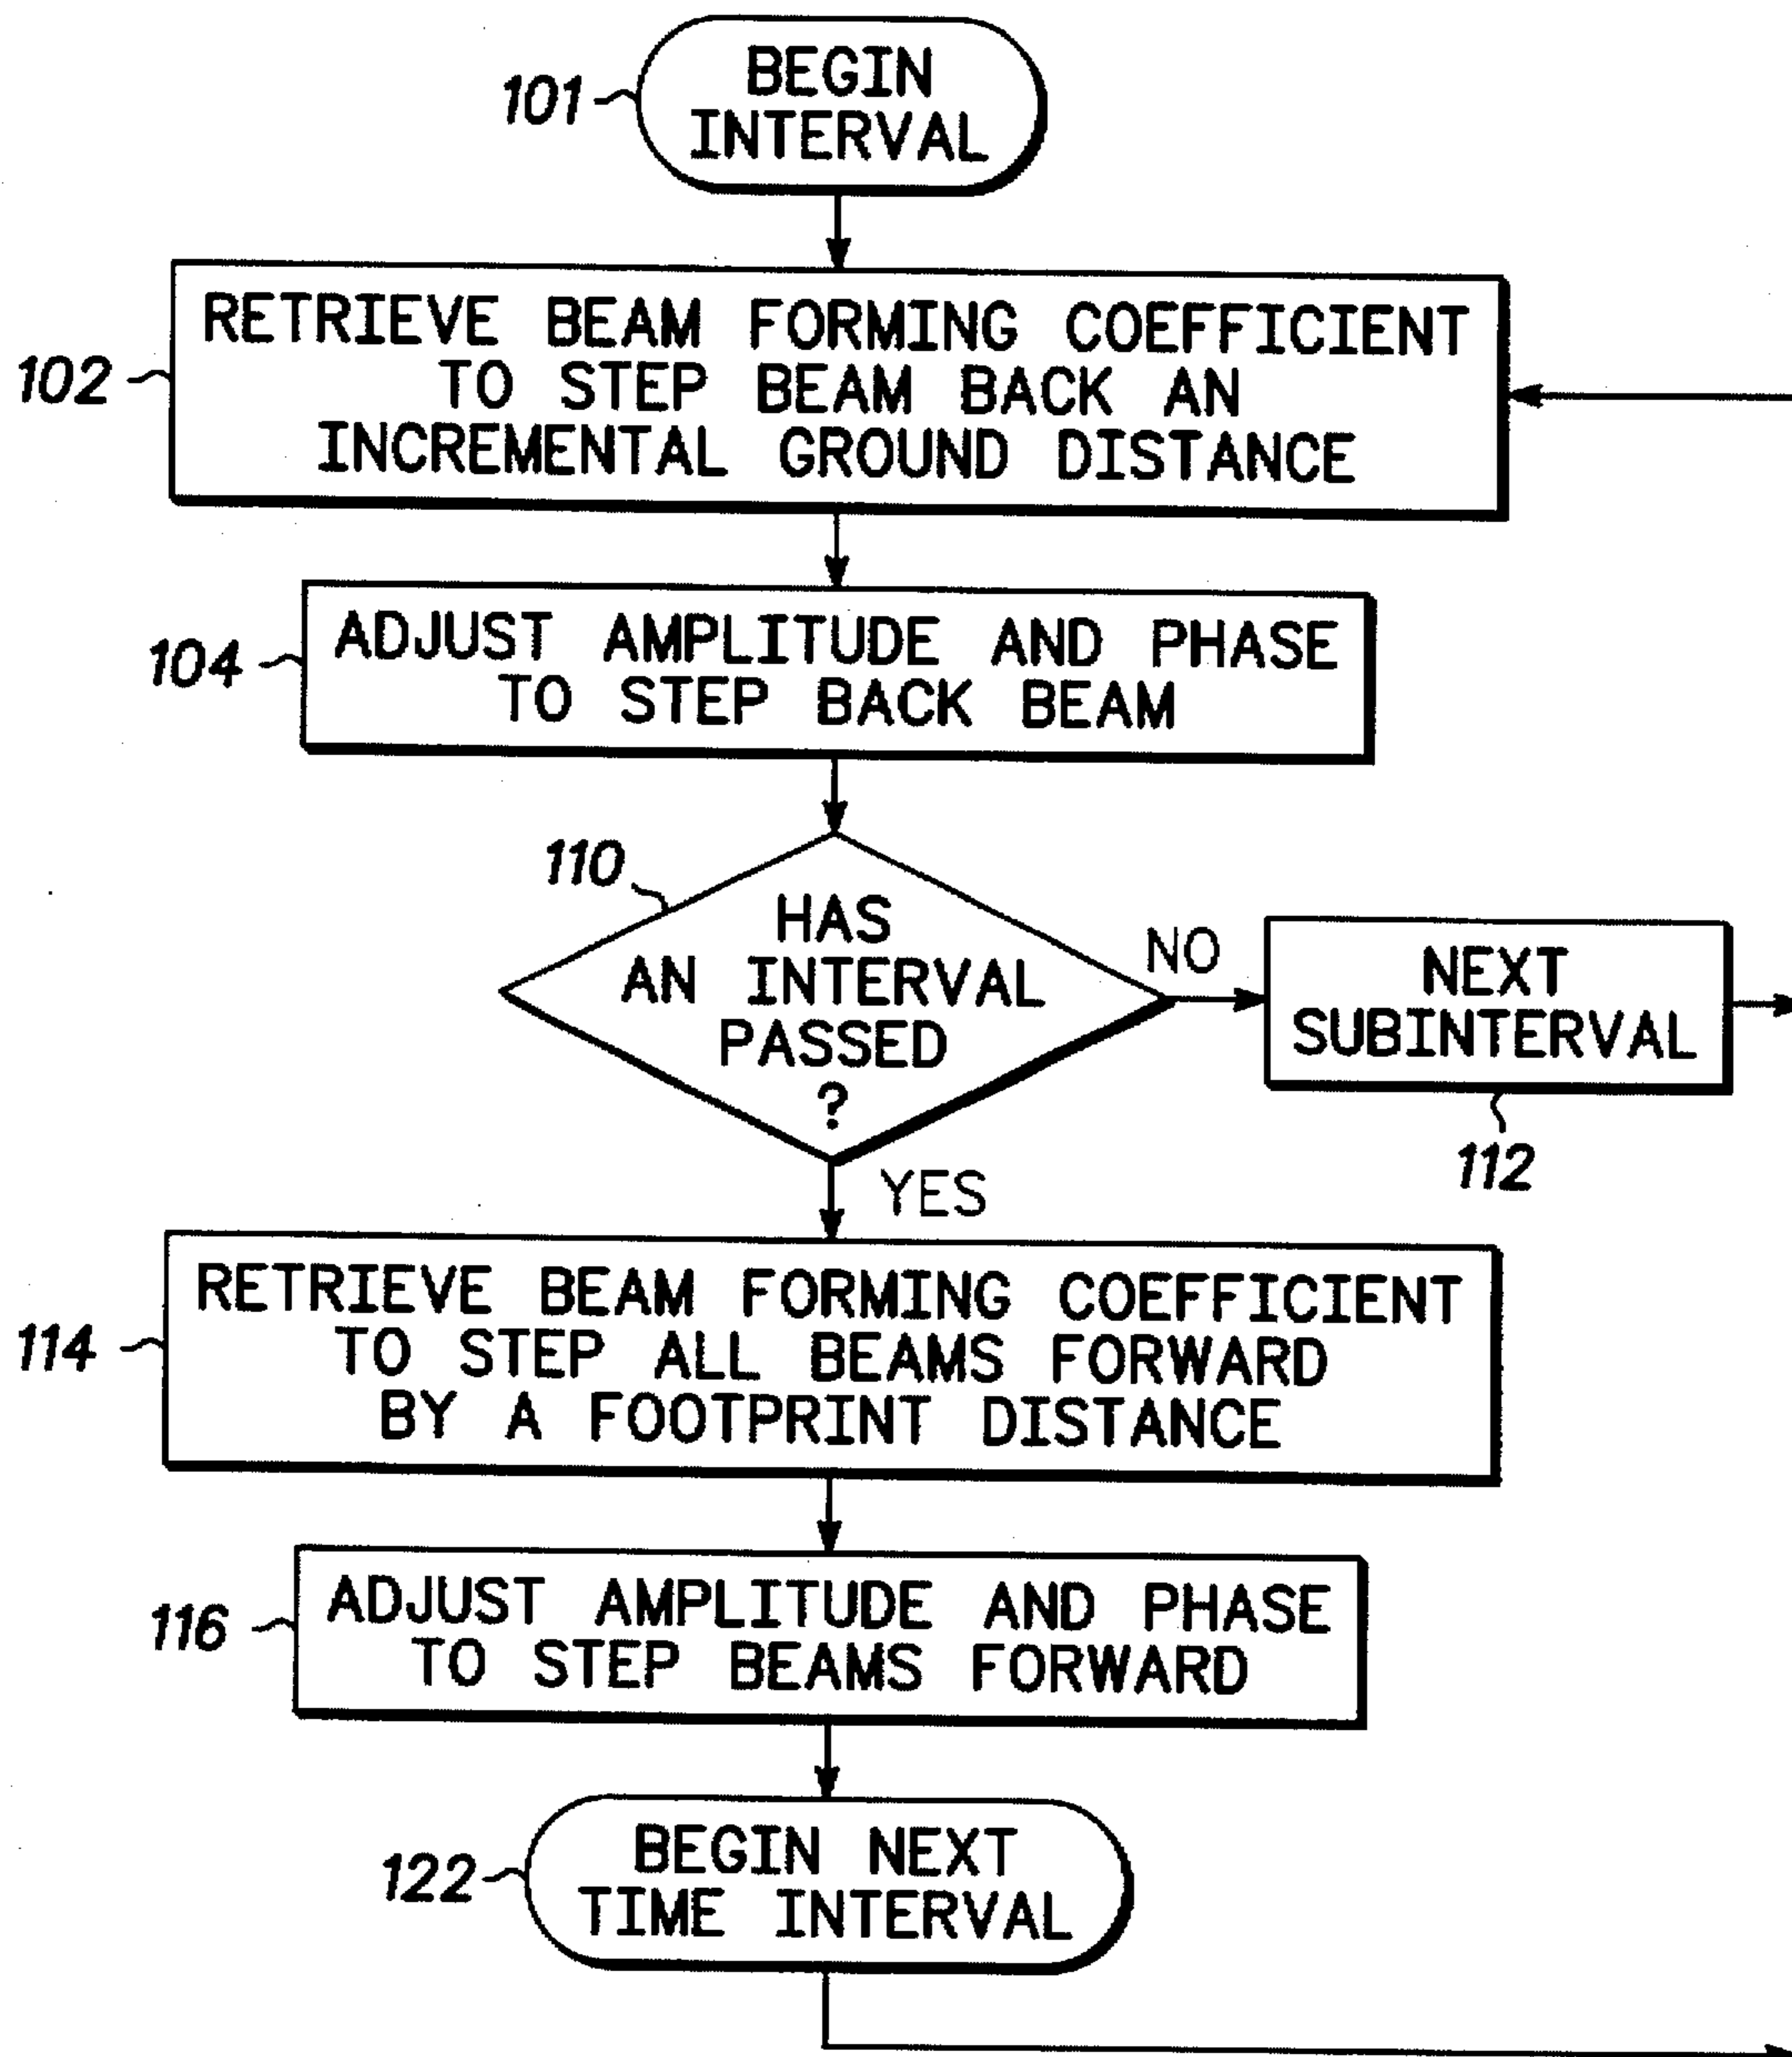 101
BEGIN
INTERVAL
102
RETRIEVE BEAM FORMING COEFFICIENT
TO STEP BEAM BACK AN
INCREMENTAL GROUND DISTANCE
104
ADJUST AMPLITUDE AND PHASE
TO STEP BACK BEAM
110
HAS
AN INTERVAL
PASSED
?
NO
NEXT
SUBINTERVAL
112
YES
114
RETRIEVE BEAM FORMING COEFFICIENT
TO STEP ALL BEAMS FORWARD
BY A FOOTPRINT DISTANCE
116
ADJUST AMPLITUDE AND PHASE
TO STEP BEAMS FORWARD
122
BEGIN NEXT
TIME INTERVAL